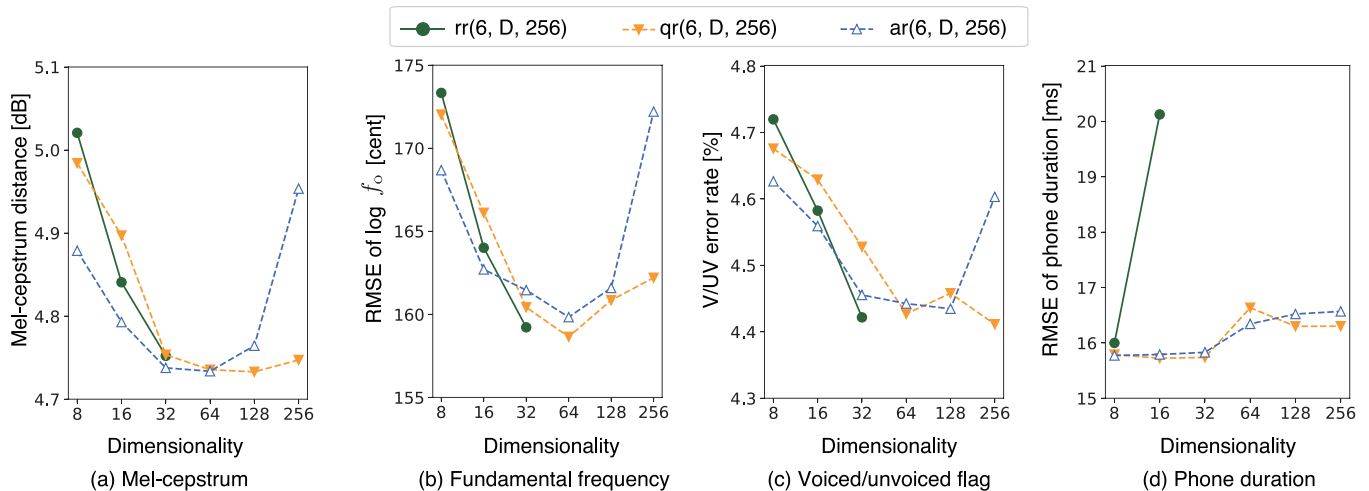 rr(6, D, 256) qr(6, D, 256) ar(6, D, 256)
Mel-cepstrum distance [dB]
5.1
5.0
4.9
4.8
4.7
8 16 32 64 128 256
Dimensionality
(a) Mel-cepstrum
RMSE of log fo [cent]
175
170
165
160
155
8 16 32 64 128 256
Dimensionality
(b) Fundamental frequency
V/UV error rate [%]
4.8
4.7
4.6
4.5
4.4
4.3
8 16 32 64 128 256
Dimensionality
(c) Voiced/unvoiced flag
RMSE of phone duration [ms]
21
20
19
18
17
16
15
8 16 32 64 128 256
Dimensionality
(d) Phone duration